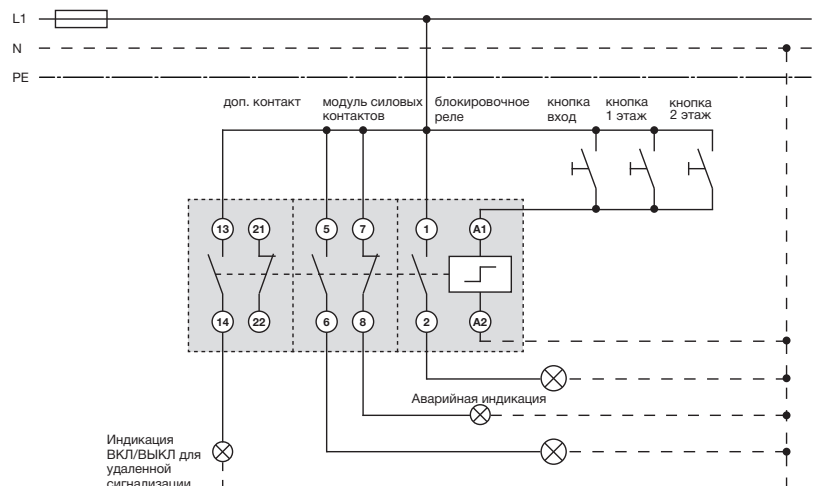 L1
N
PE
доп. контакт
модуль силовых
контактов
блокировочное
реле
кнопка
вход
кнопка
1 этаж
кнопка
2 этаж
13 21 5 7 1 A1
14 22 6 8 2 A2
Аварийная индикация
Индикация
ВКЛ/ВЫКЛ для
удаленной
сигнализации